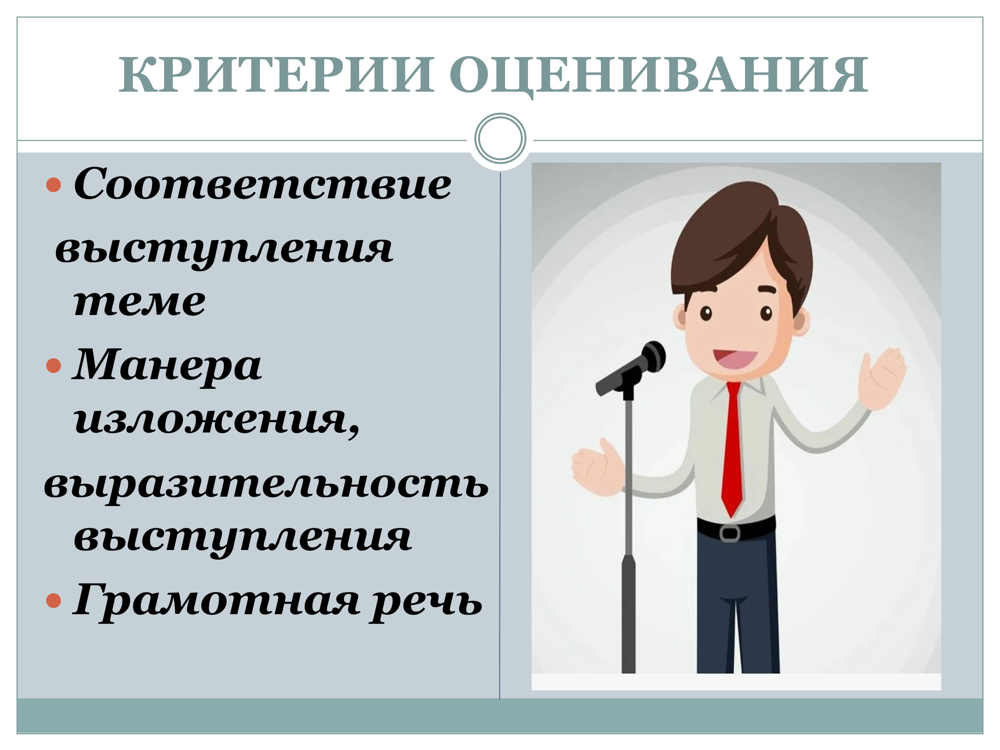 КРИТЕРИИ ОЦЕНИВАНИЯ
• Соответствие
выступления
теме
• Манера
изложения,
выразительность
выступления
• Грамотная речь